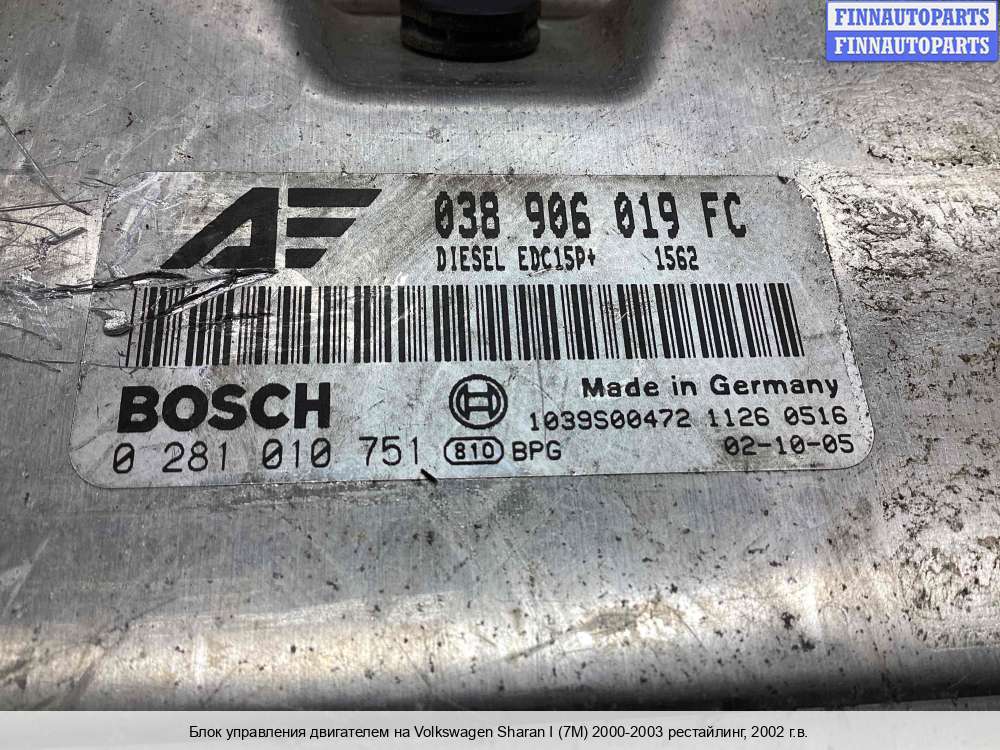 FINNAUTOPARTS
FINNAUTOPARTS
038 906 019 FC
DIESEL EDC15P+ 1562
BOSCH
Made in Germany
1039S00472 1126 0516
0 281 010 751 810 BPG 02-10-05
Блок управления двигателем на Volkswagen Sharan I (7M) 2000-2003 рестайлинг, 2002 г.в.